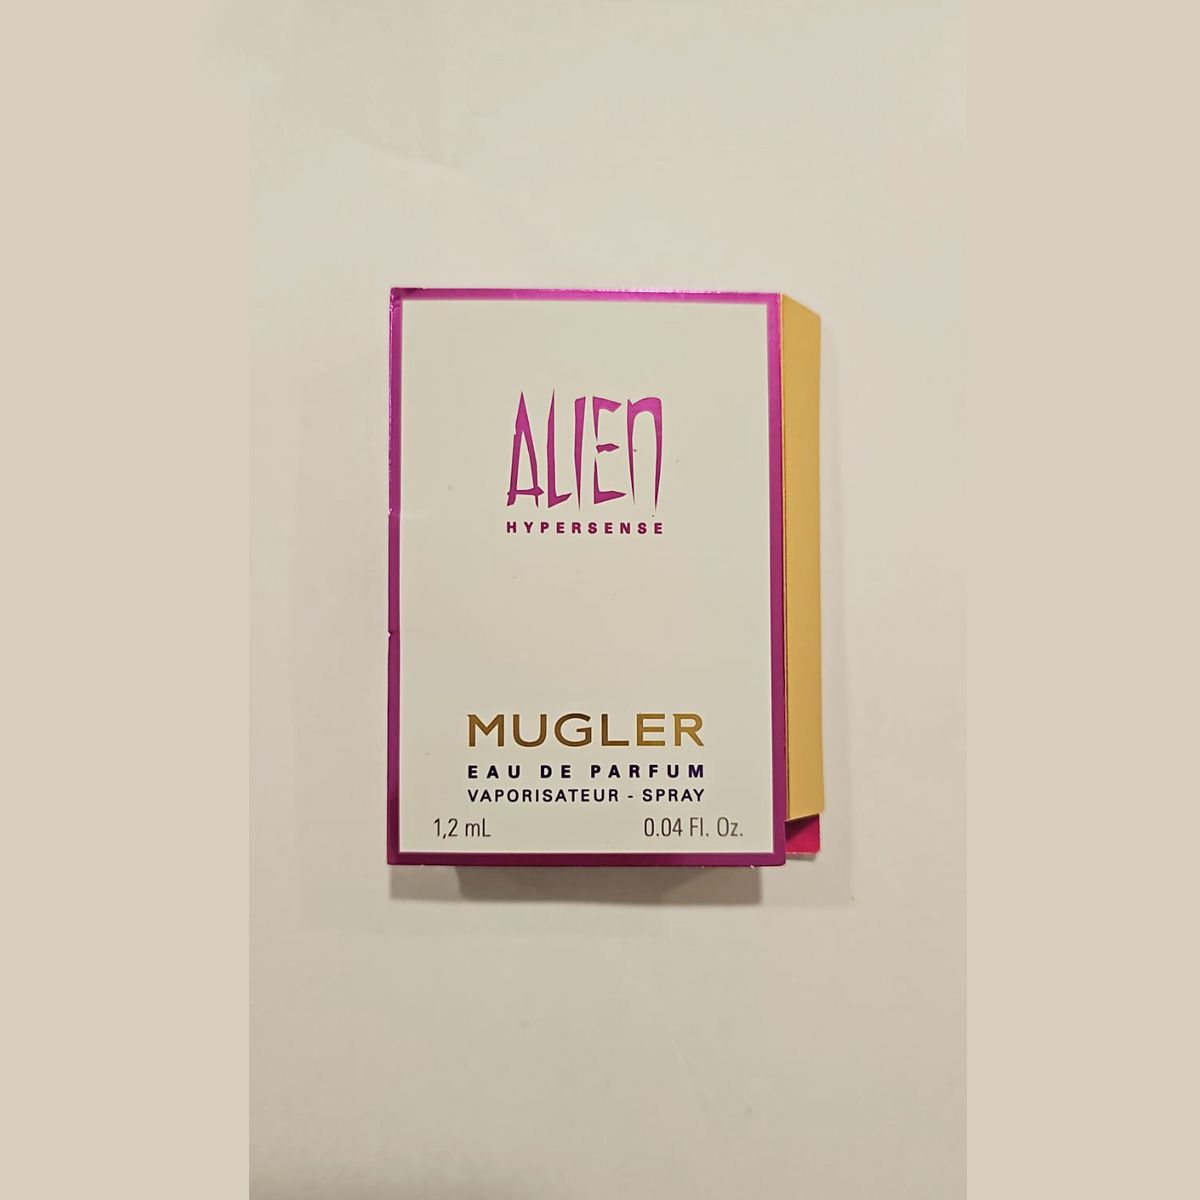 ALIEN
HYPERSENSE
MUGLER
EAU DE PARFUM
VAPORISATEUR - SPRAY
1,2 mL 0.04 Fl. Oz.